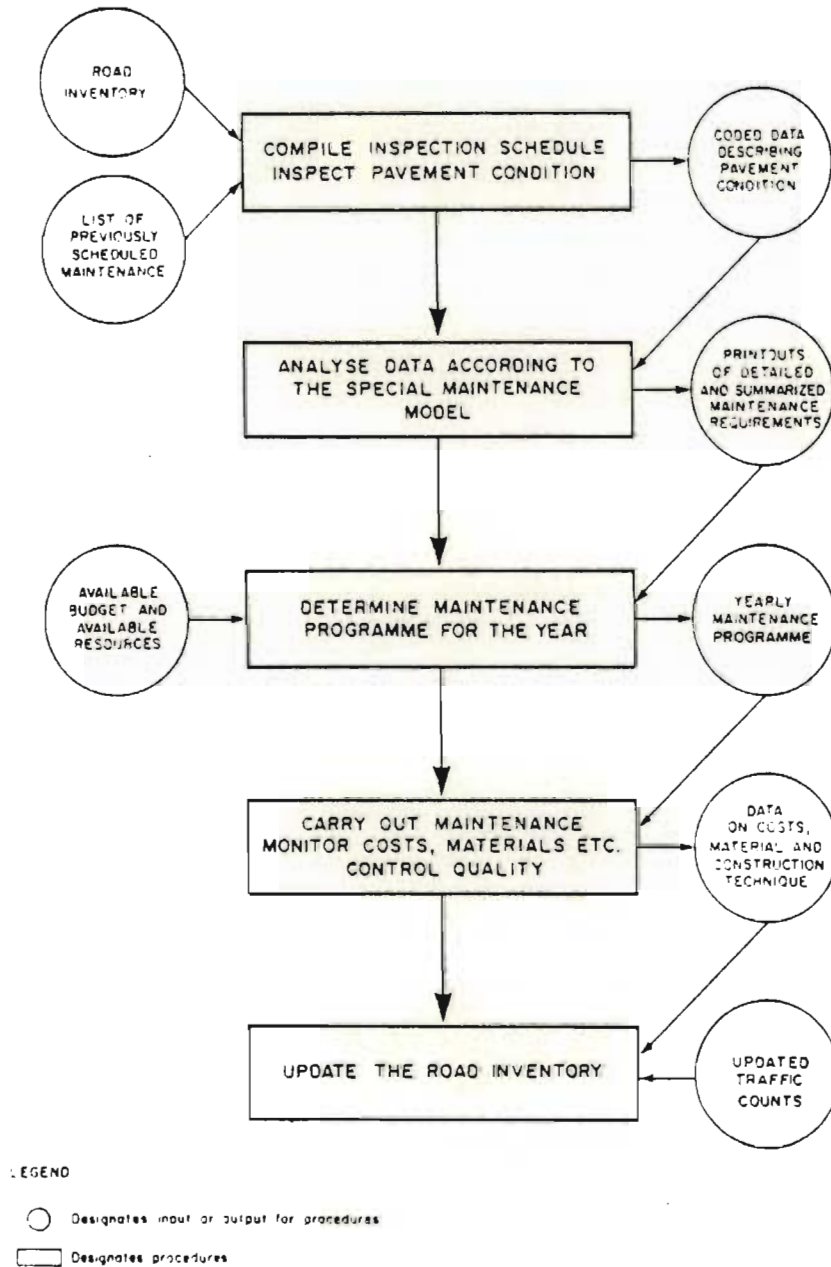 ROAD
INVENTORY
COMPILE INSPECTION SCHEDULE
INSPECT PAVEMENT CONDITION
CODED DATA
DESCRIBING
PAVEMENT
CONDITION
LIST OF
PREVIOUSLY
SCHEDULED
MAINTENANCE
ANALYSE DATA ACCORDING TO
THE SPECIAL MAINTENANCE
MODEL
PRINTOUTS
OF DETAILED
AND SUMMARIZED
MAINTENANCE
REQUIREMENTS
AVAILABLE
BUDGET AND
AVAILABLE
RESOURCES
DETERMINE MAINTENANCE
PROGRAMME FOR THE YEAR
YEARLY
MAINTENANCE
PROGRAMME
CARRY OUT MAINTENANCE
MONITOR COSTS, MATERIALS ETC.
CONTROL QUALITY
DATA
ON COSTS,
MATERIAL AND
CONSTRUCTION
TECHNIQUE
UPDATE THE ROAD INVENTORY
UPDATED
TRAFFIC
COUNTS
LEGEND
Designates input or output for procedures
Designates procedures